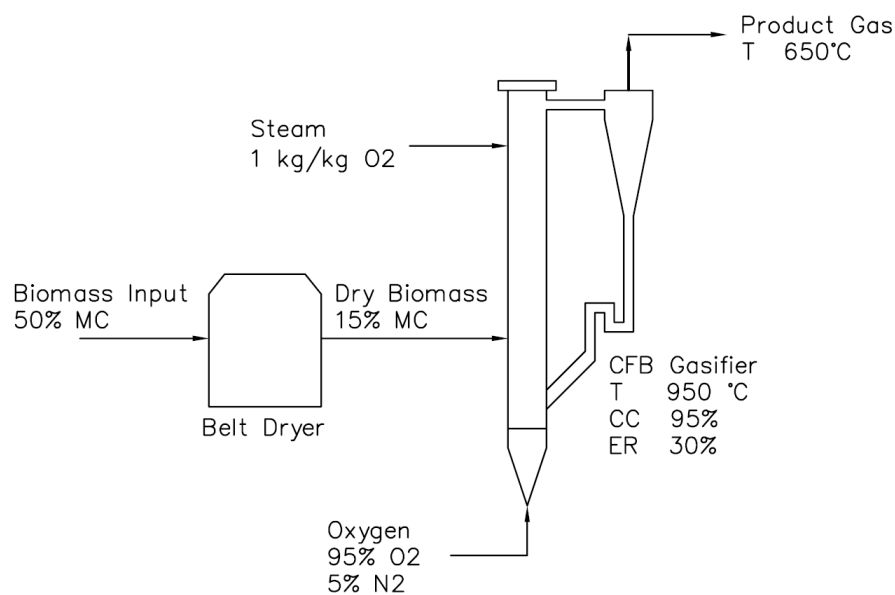 Product Gas
T 650°C
Steam
1 kg/kg O2
Biomass Input
50% MC
Dry Biomass
15% MC
Belt Dryer
CFB Gasifier
T 950 °C
CC 95%
ER 30%
Oxygen
95% O2
5% N2